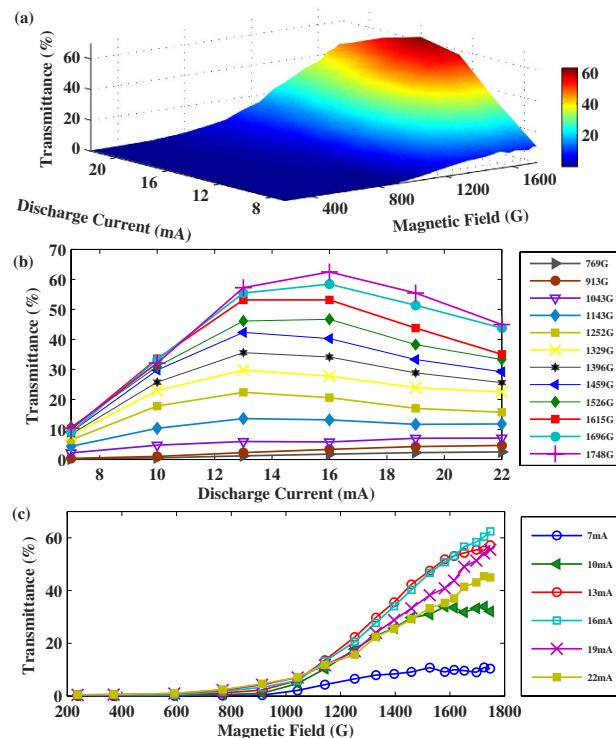 (a)
Transmittance (%)
60
40
20
0
20
16
12
8
Discharge Current (mA)
400
800
1200
1600
Magnetic Field (G)
60
40
20
(b)
Transmittance (%)
70
60
50
40
30
20
10
0
8
10
12
14
16
18
20
22
Discharge Current (mA)
769G
913G
1043G
1143G
1252G
1329G
1396G
1459G
1526G
1615G
1696G
1748G
(c)
Transmittance (%)
60
40
20
0
200
400
600
800
1000
1200
1400
1600
1800
Magnetic Field (G)
7mA
10mA
13mA
16mA
19mA
22mA